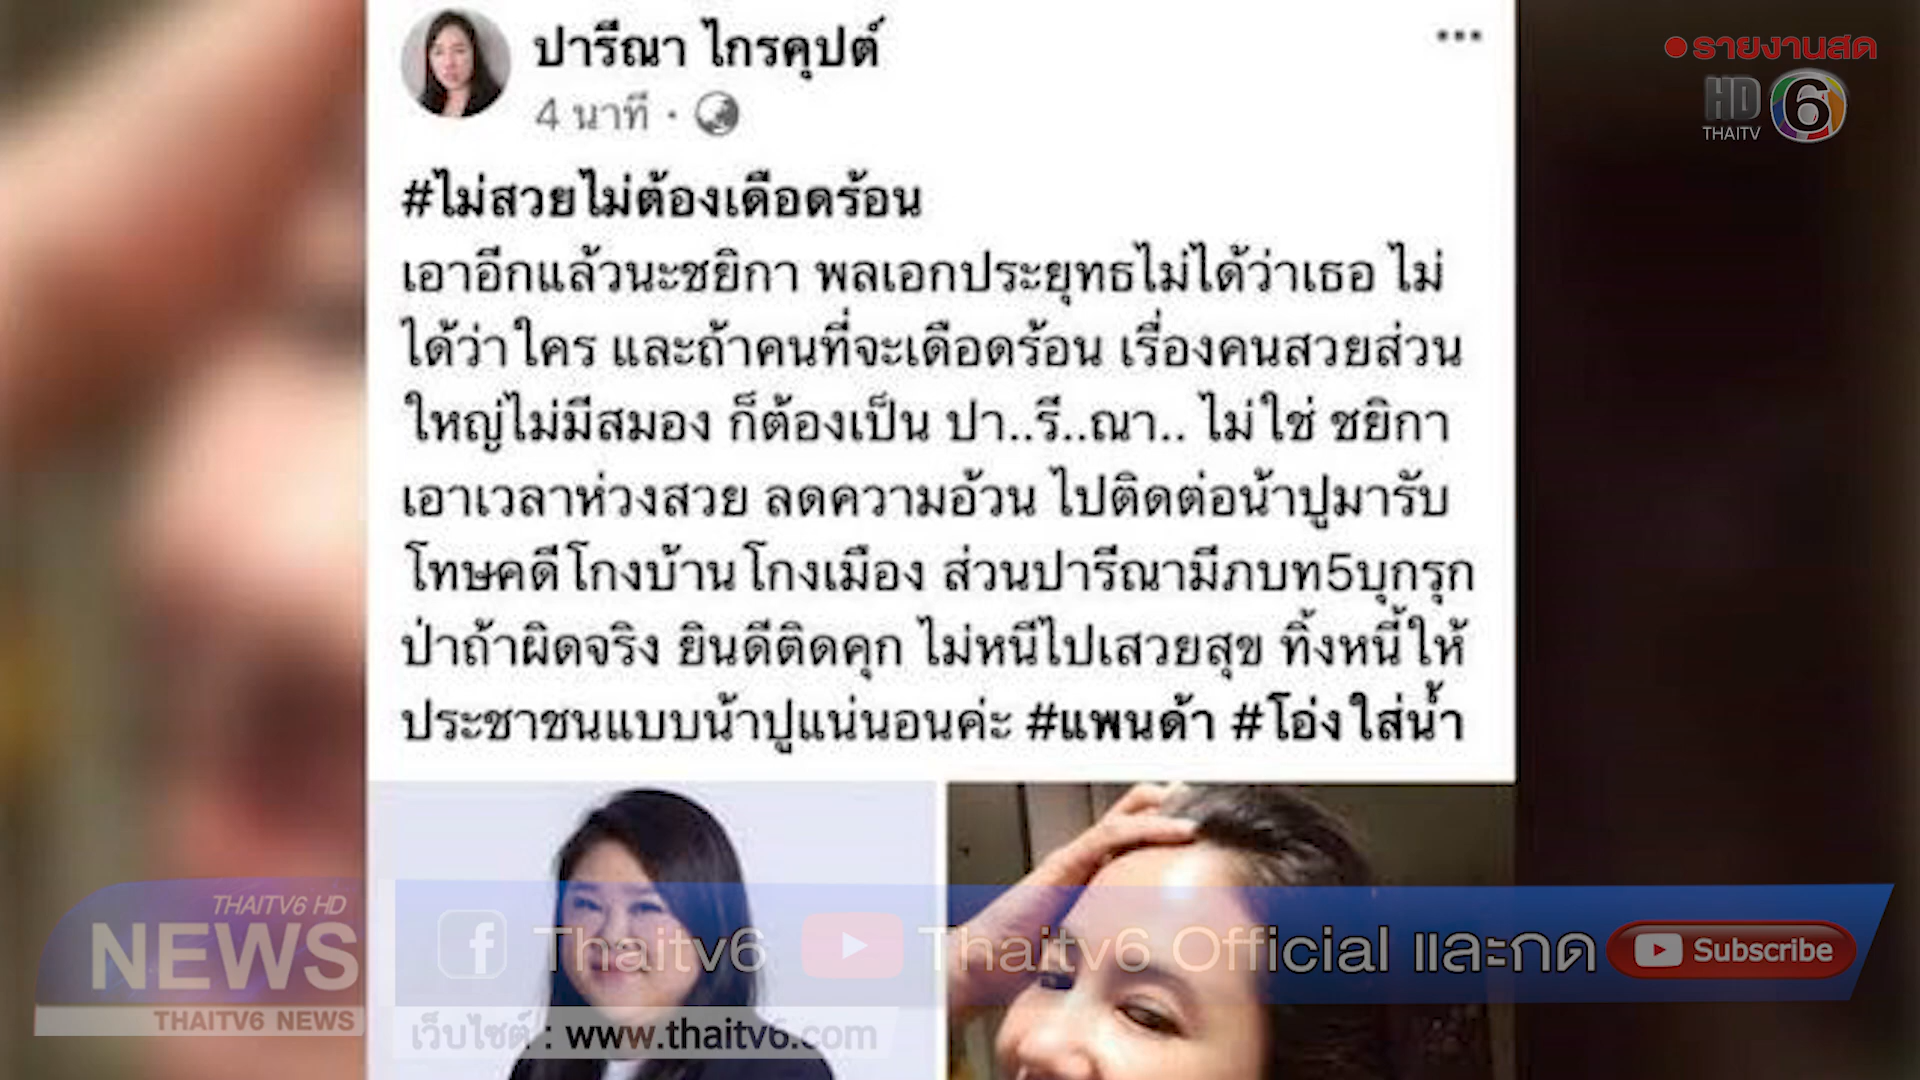 ปารีณา ไกรคุปต์
4 นาที ·
#ไม่สวยไม่ต้องเดือดร้อน
เอาอีกแล้วนะชยิกา พลเอกประยุทธไม่ได้ว่าเธอ ไม่
ได้ว่าใคร และถ้าคนที่จะเดือดร้อน เรื่องคนสวยส่วน
ใหญ่ไม่มีสมอง ก็ต้องเป็น ปา..รี..ณา.. ไม่ใช่ ชยิกา
เอาเวลาห่วงสวย ลดความอ้วน ไปติดต่อน้าปูมารับ
โทษคดีโกงบ้านโกงเมือง ส่วนปารีณามีภบท5บุกรุก
ป่าถ้าผิดจริง ยินดีติดคุก ไม่หนีไปเสวยสุข ทิ้งหนี้ให้
ประชาชนแบบน้าปูแน่นอนค่ะ #แพนด้า #โอ่งใส่น้ำ
รายงานสด
HD 6
THAITV
THAITV6 HD
NEWS
THAITV6 NEWS
Thaitv6 Thaitv6 Official และกด Subscribe
เว็บไซต์ : www.thaitv6.com